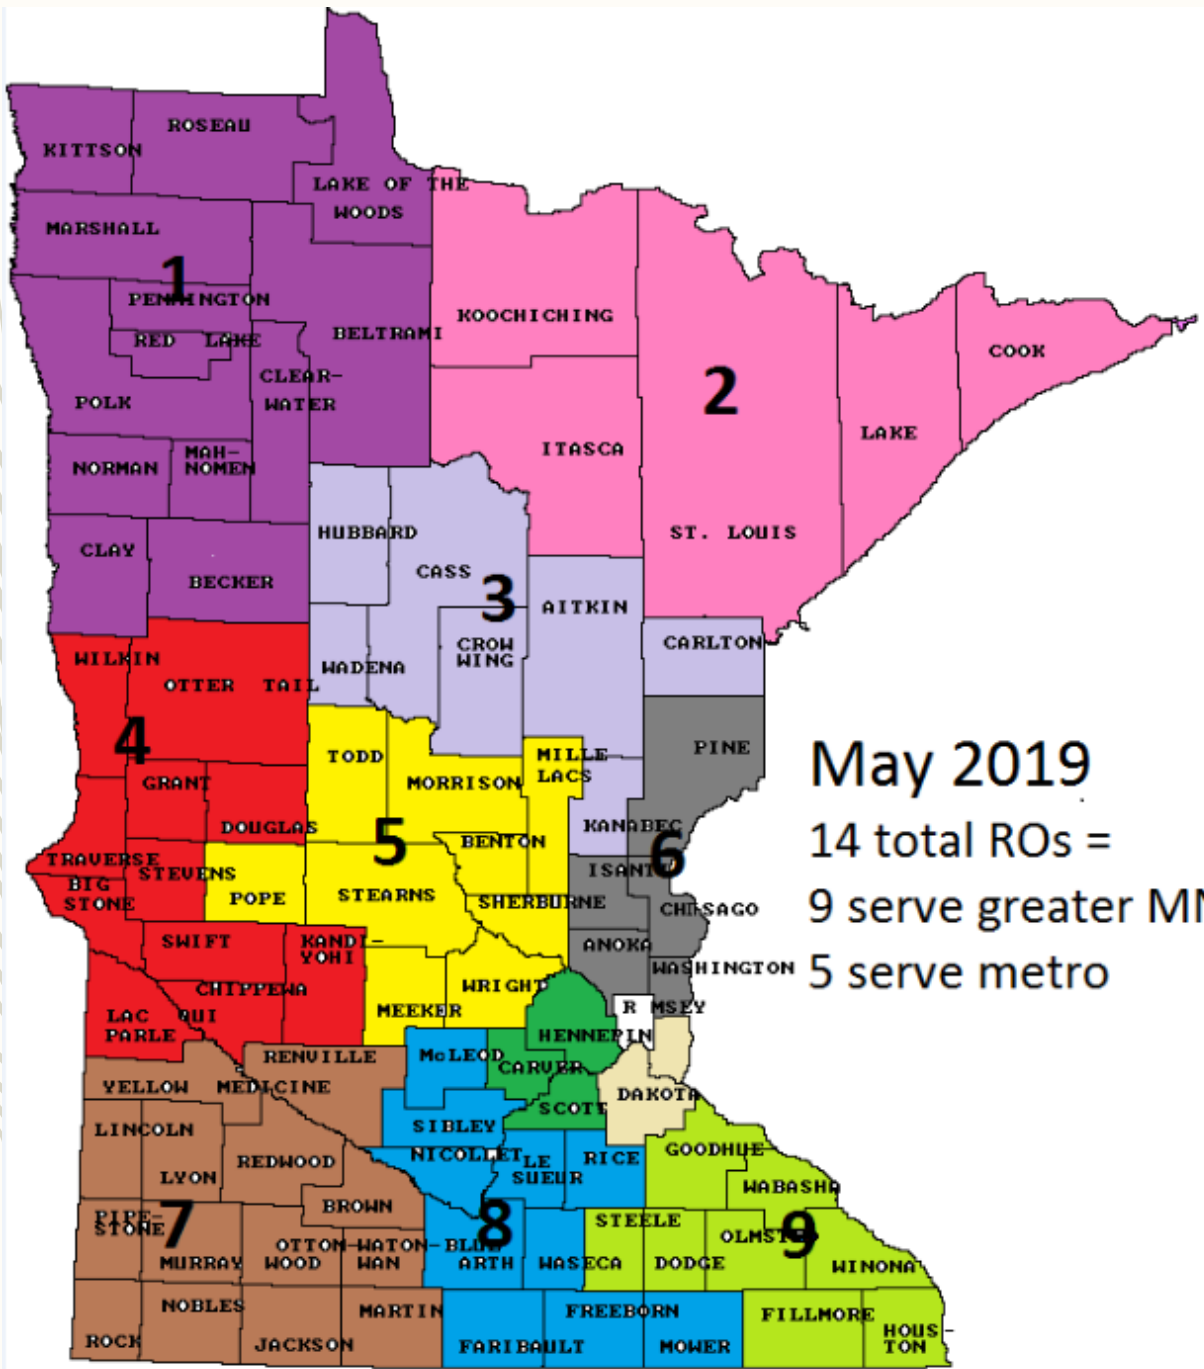 ROSEAU
KITTSON
LAKE OF THE
WOODS
MARSHALL
1
PENNINGTON
RED LAKE
BELTRAMI
KOOCHICHING
COOK
CLEAR-
WATER
POLK
2
LAKE
ITASCA
NORMAN
MAH-
NOMEN
ST. LOUIS
HUBBARD
CLAY
BECKER
CASS
3
AITKIN
CROW
WING
CARLTON
WILKIN
WADENA
OTTER TAIL
4
TODD
MILLE
LACS
PINE
May 2019
GRANT
MORRISON
DOUGLAS
5
BENTON
KANABEC
6
14 total ROs =
TRAVERSE
STEVENS
ISANTI
BIG
STONE
POPE
STEARNS
SHERBURNE
CHISAGO
9 serve greater MN
SWIFT
KANDI-
YOHI
ANOKA
WASHINGTON
5 serve metro
CHIPPEWA
WRIGHT
LAC QUI
PARLE
MEEKER
R MSEY
HENNEPIN
RENVILLE
McLEOD
CARVER
YELLOW MEDICINE
DAKOTA
SCOTT
LINCOLN
SIBLEY
REDWOOD
NICOLLET
LE
SUEUR
RICE
GOODHUE
LYON
WABASHA
BROWN
PIPE-
STONE
7
8
STEELE
OLMSTED
9
OTTON-WATON-BLUE
MURRAY
WOOD
WAN
ARTH
WASECA
DODGE
WINONA
NOBLES
MARTIN
FREEBORN
FILLMORE
ROCK
JACKSON
FARIBAULT
MOWER
HOUS-
TON